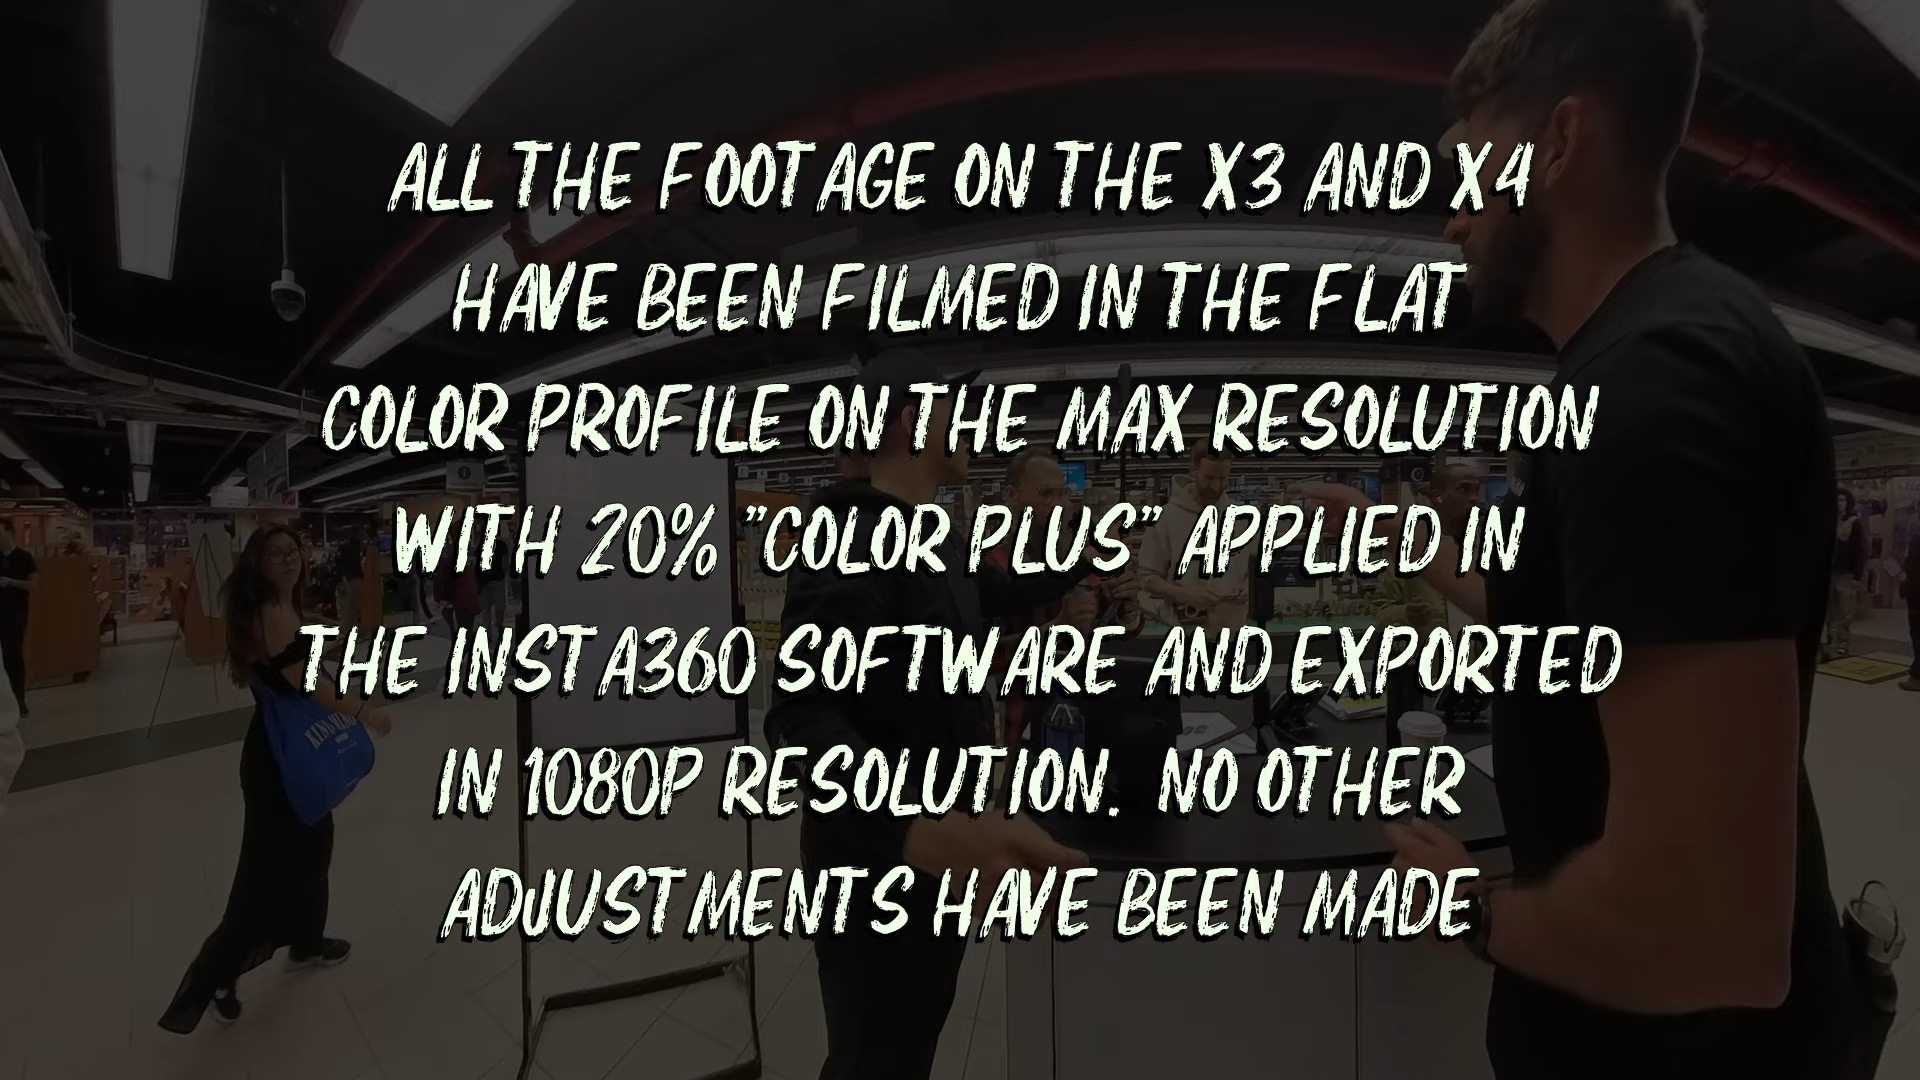 ALL THE FOOTAGE ON THE X3 AND X4
HAVE BEEN FILMED IN THE FLAT
COLOR PROFILE ON THE MAX RESOLUTION
WITH 20% "COLOR PLUS" APPLIED IN
THE INSTA360 SOFTWARE AND EXPORTED
IN 1080P RESOLUTION. NO OTHER
ADJUSTMENTS HAVE BEEN MADE